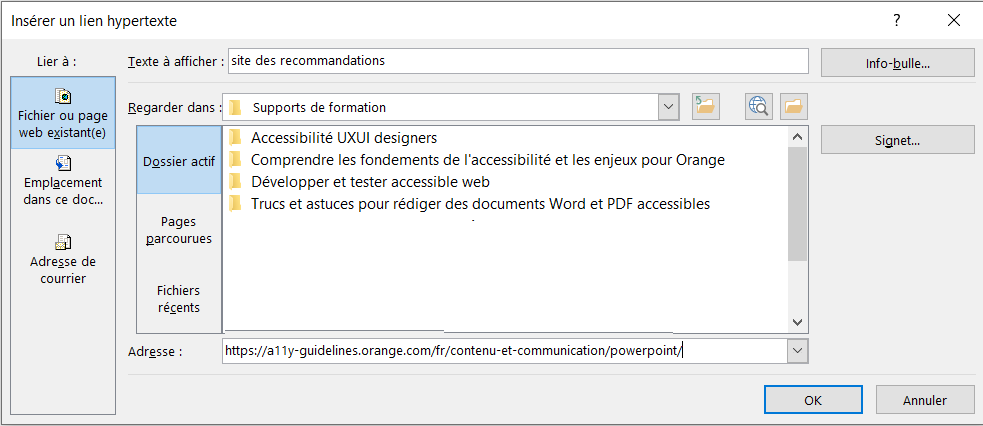 Insérer un lien hypertexte
?
Lier à :
Texte à afficher :
site des recommandations
Info-bulle...
Fichier ou page
web existant(e)
Regarder dans :
Supports de formation
Emplacement
dans ce doc...
Adresse de
courrier
Dossier actif
Pages
parcourues
Fichiers
récents
Accessibilité UXUI designers
Comprendre les fondements de l'accessibilité et les enjeux pour Orange
Développer et tester accessible web
Trucs et astuces pour rédiger des documents Word et PDF accessibles
Signet...
Adresse :
https://a11y-guidelines.orange.com/fr/contenu-et-communication/powerpoint/
OK
Annuler